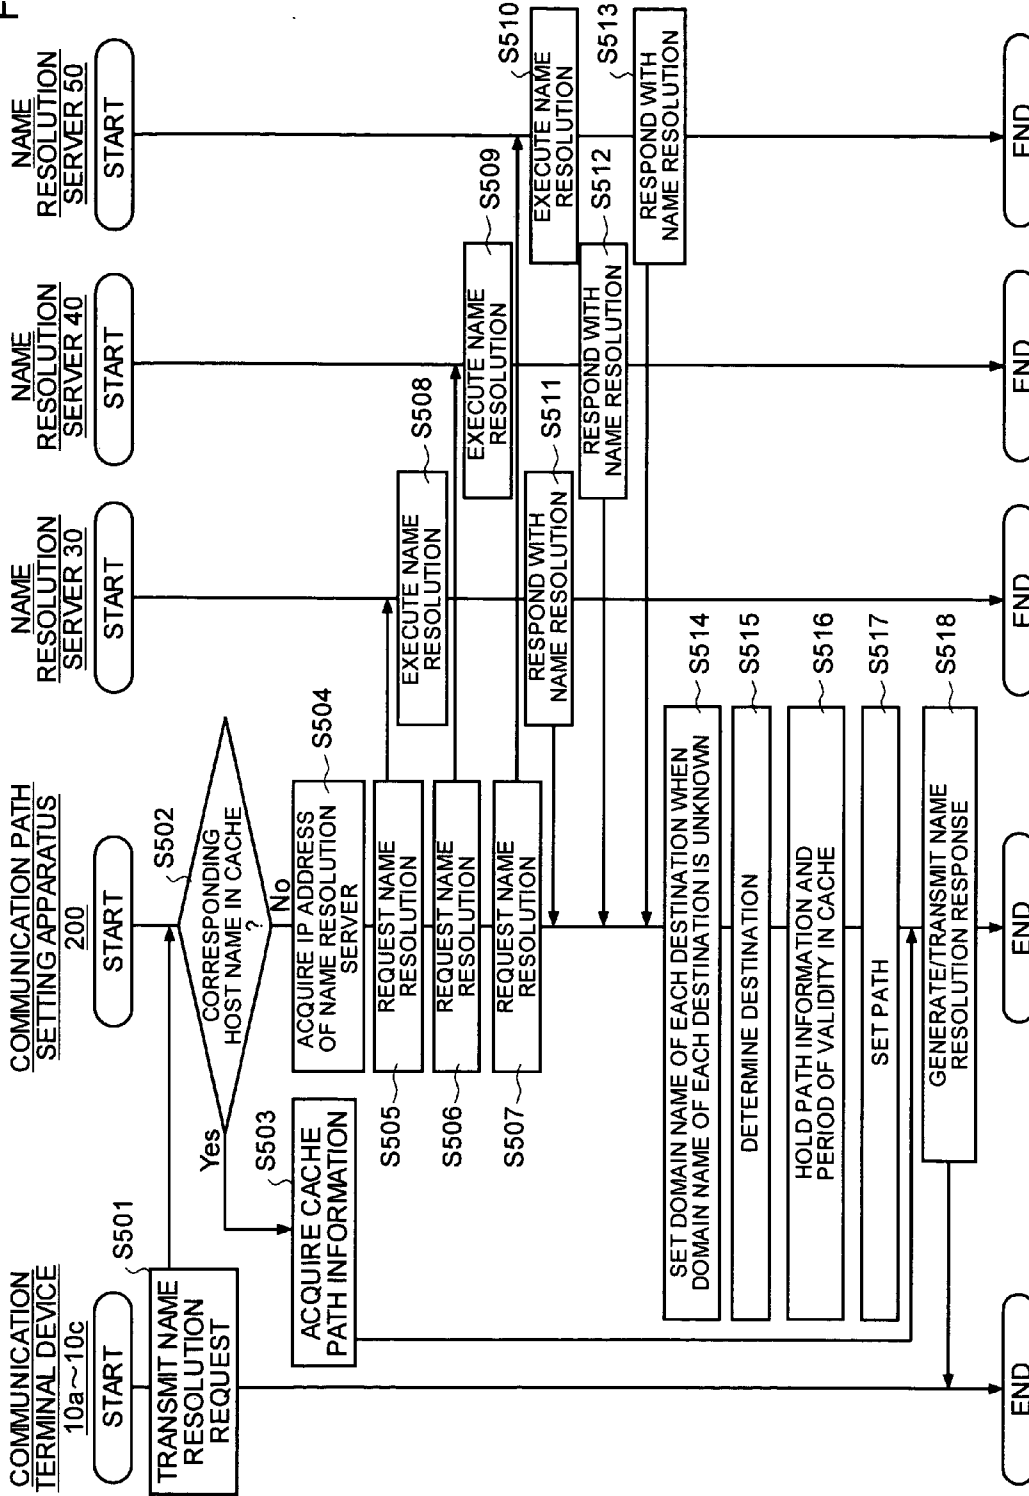 COMMUNICATION
TERMINAL DEVICE
10a~10c
START
S501
TRANSMIT NAME
RESOLUTION
REQUEST
END
COMMUNICATION PATH
SETTING APPARATUS
200
START
S502
CORRESPONDING
HOST NAME IN CACHE
?
Yes
No
S503
ACQUIRE CACHE
PATH INFORMATION
S504
ACQUIRE IP ADDRESS
OF NAME RESOLUTION
SERVER
S505
REQUEST NAME
RESOLUTION
S506
REQUEST NAME
RESOLUTION
S507
REQUEST NAME
RESOLUTION
SET DOMAIN NAME OF EACH DESTINATION WHEN
DOMAIN NAME OF EACH DESTINATION IS UNKNOWN
S514
DETERMINE DESTINATION
S515
HOLD PATH INFORMATION AND
PERIOD OF VALIDITY IN CACHE
S516
SET PATH
S517
GENERATE/TRANSMIT NAME
RESOLUTION RESPONSE
S518
END
NAME
RESOLUTION
SERVER 30
START
EXECUTE NAME
RESOLUTION
S508
RESPOND WITH
NAME RESOLUTION
S511
END
NAME
RESOLUTION
SERVER 40
START
EXECUTE NAME
RESOLUTION
S509
RESPOND WITH
NAME RESOLUTION
S512
END
NAME
RESOLUTION
SERVER 50
START
EXECUTE NAME
RESOLUTION
S510
RESPOND WITH
NAME RESOLUTION
S513
END